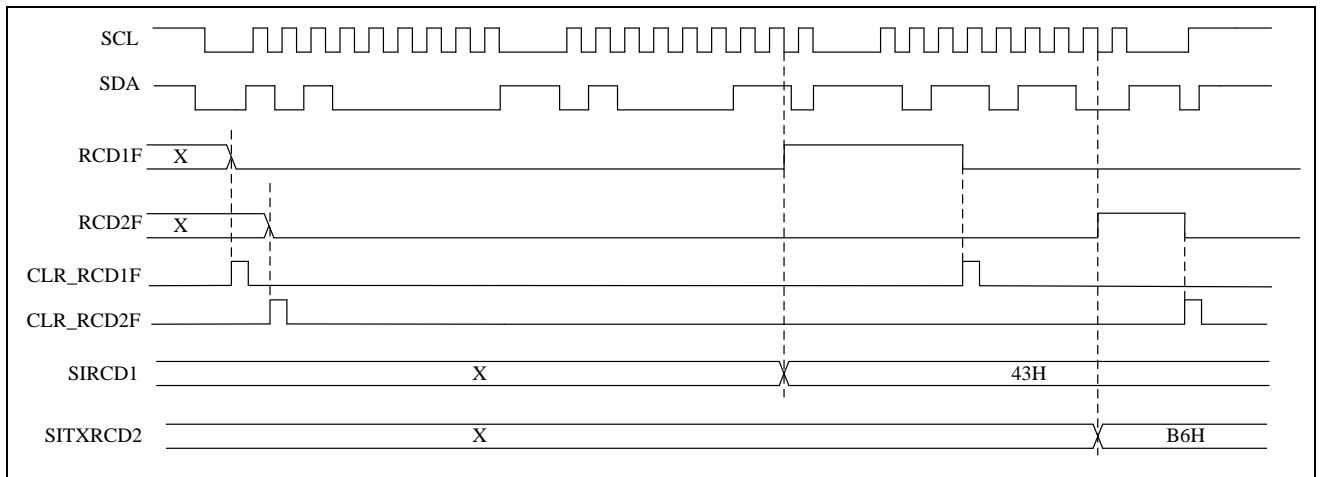 SCL
SDA
RCD1F
X
RCD2F
X
CLR_RCD1F
CLR_RCD2F
SIRCD1
X
43H
SITXRCD2
X
B6H